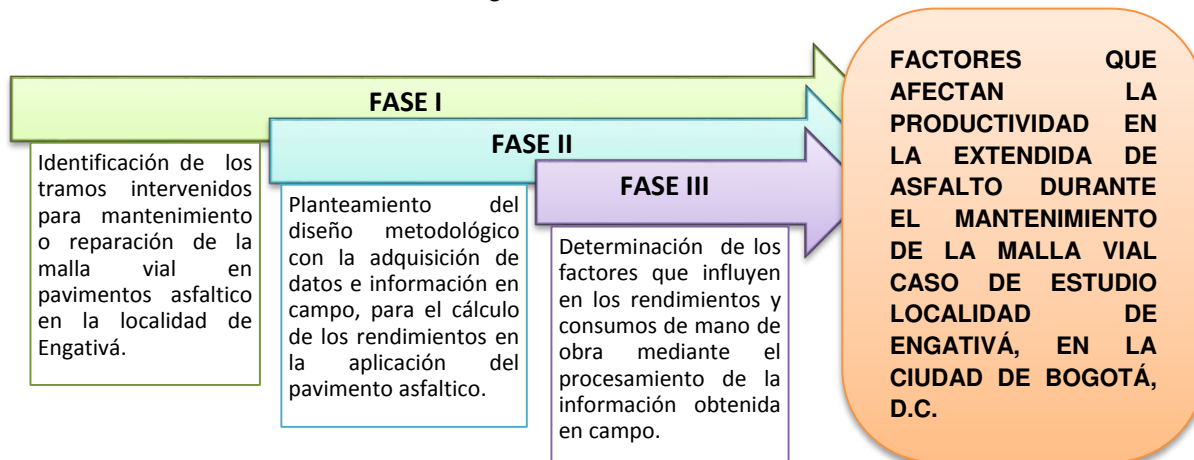 FASE I
Identificación de los
tramos intervenidos
para mantenimiento
o reparación de la
malla vial en
pavimentos asfaltico
en la localidad de
Engativá.
FASE II
Planteamiento del
diseño metodológico
con la adquisición de
datos e información en
campo, para el cálculo
de los rendimientos en
la aplicación del
pavimento asfaltico.
FASE III
Determinación de los
factores que influyen
en los rendimientos y
consumos de mano de
obra mediante el
procesamiento de la
información obtenida
en campo.
FACTORES QUE
AFECTAN LA
PRODUCTIVIDAD EN
LA EXTENDIDA DE
ASFALTO DURANTE
EL MANTENIMIENTO
DE LA MALLA VIAL
CASO DE ESTUDIO
LOCALIDAD DE
ENGATIVÁ, EN LA
CIUDAD DE BOGOTÁ,
D.C.